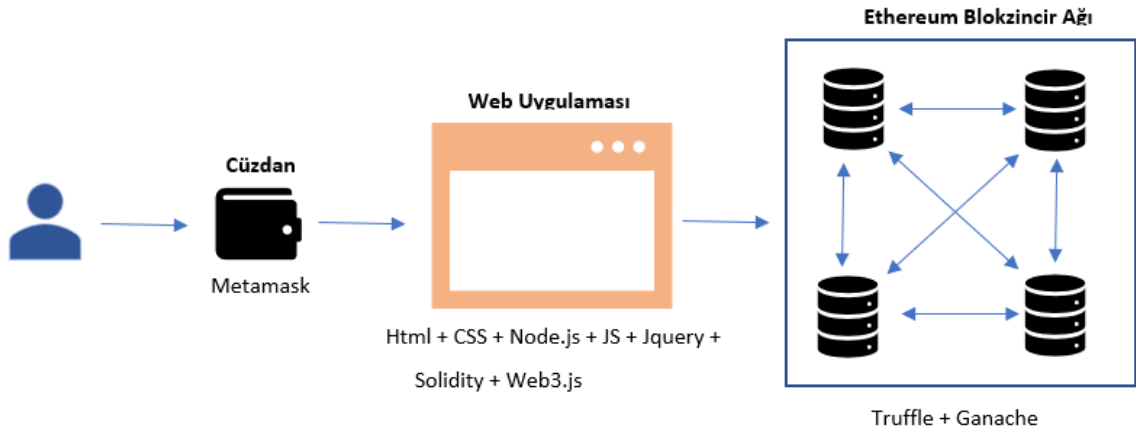 Ethereum Blokzincir Ağı
Web Uygulaması
Cüzdan
Metamask
Html + CSS + Node.js + JS + Jquery +
Solidity + Web3.js
Truffle + Ganache